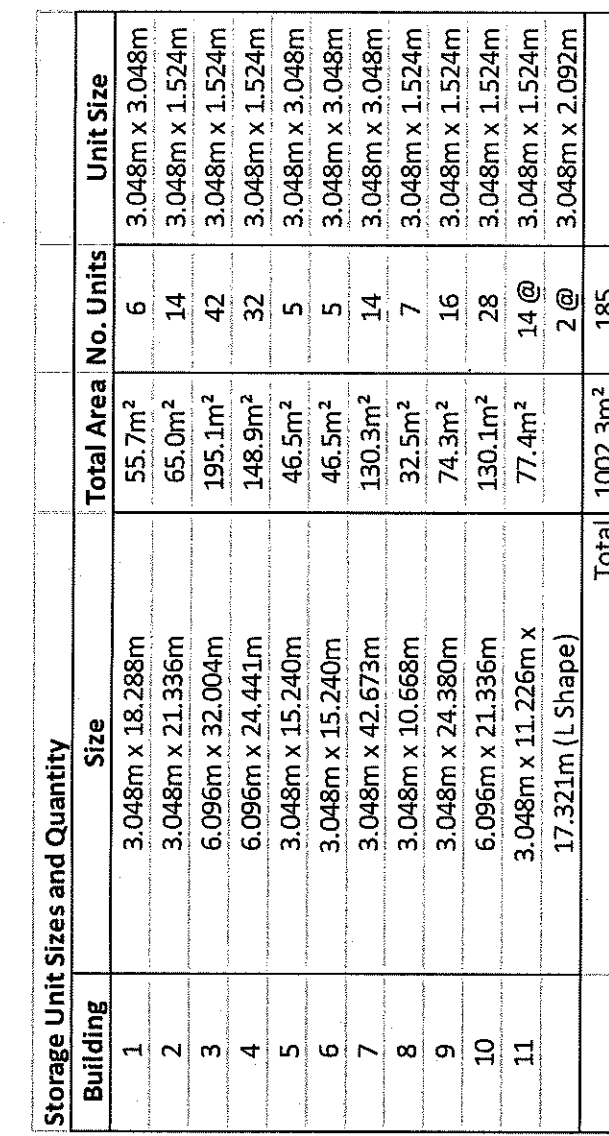 Storage Unit Sizes and Quantity
Building Size Total Area No. Units Unit Size
1 3.048m x 18.288m 55.7m² 6 3.048m x 3.048m
2 3.048m x 21.336m 65.0m² 14 3.048m x 1.524m
3 6.096m x 32.004m 195.1m² 42 3.048m x 1.524m
4 6.096m x 24.441m 148.9m² 32 3.048m x 1.524m
5 3.048m x 15.240m 46.5m² 5 3.048m x 3.048m
6 3.048m x 15.240m 46.5m² 5 3.048m x 3.048m
7 3.048m x 42.673m 130.3m² 14 3.048m x 3.048m
8 3.048m x 10.668m 32.5m² 7 3.048m x 1.524m
9 3.048m x 24.380m 74.3m² 16 3.048m x 1.524m
10 6.096m x 21.336m 130.1m² 28 3.048m x 1.524m
11 3.048m x 11.226m x 77.4m² 14 @ 3.048m x 1.524m
17.321m (L Shape) 2 @ 3.048m x 2.092m
Total 1002.3m² 185